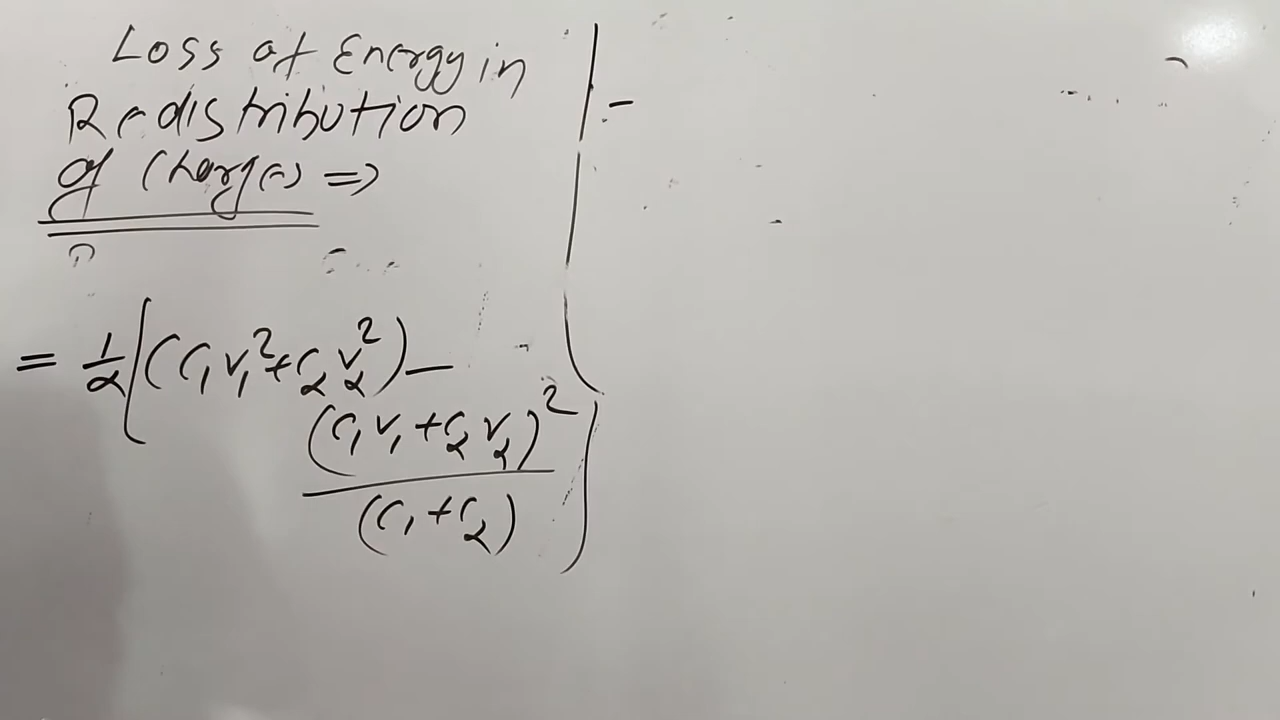 Loss of Energy in
Redistribution
of Charges =>
= 1/2 [(C₁V₁² + C₂V₂²) -
(C₁V₁ + C₂V₂)²
(C₁ + C₂)
-